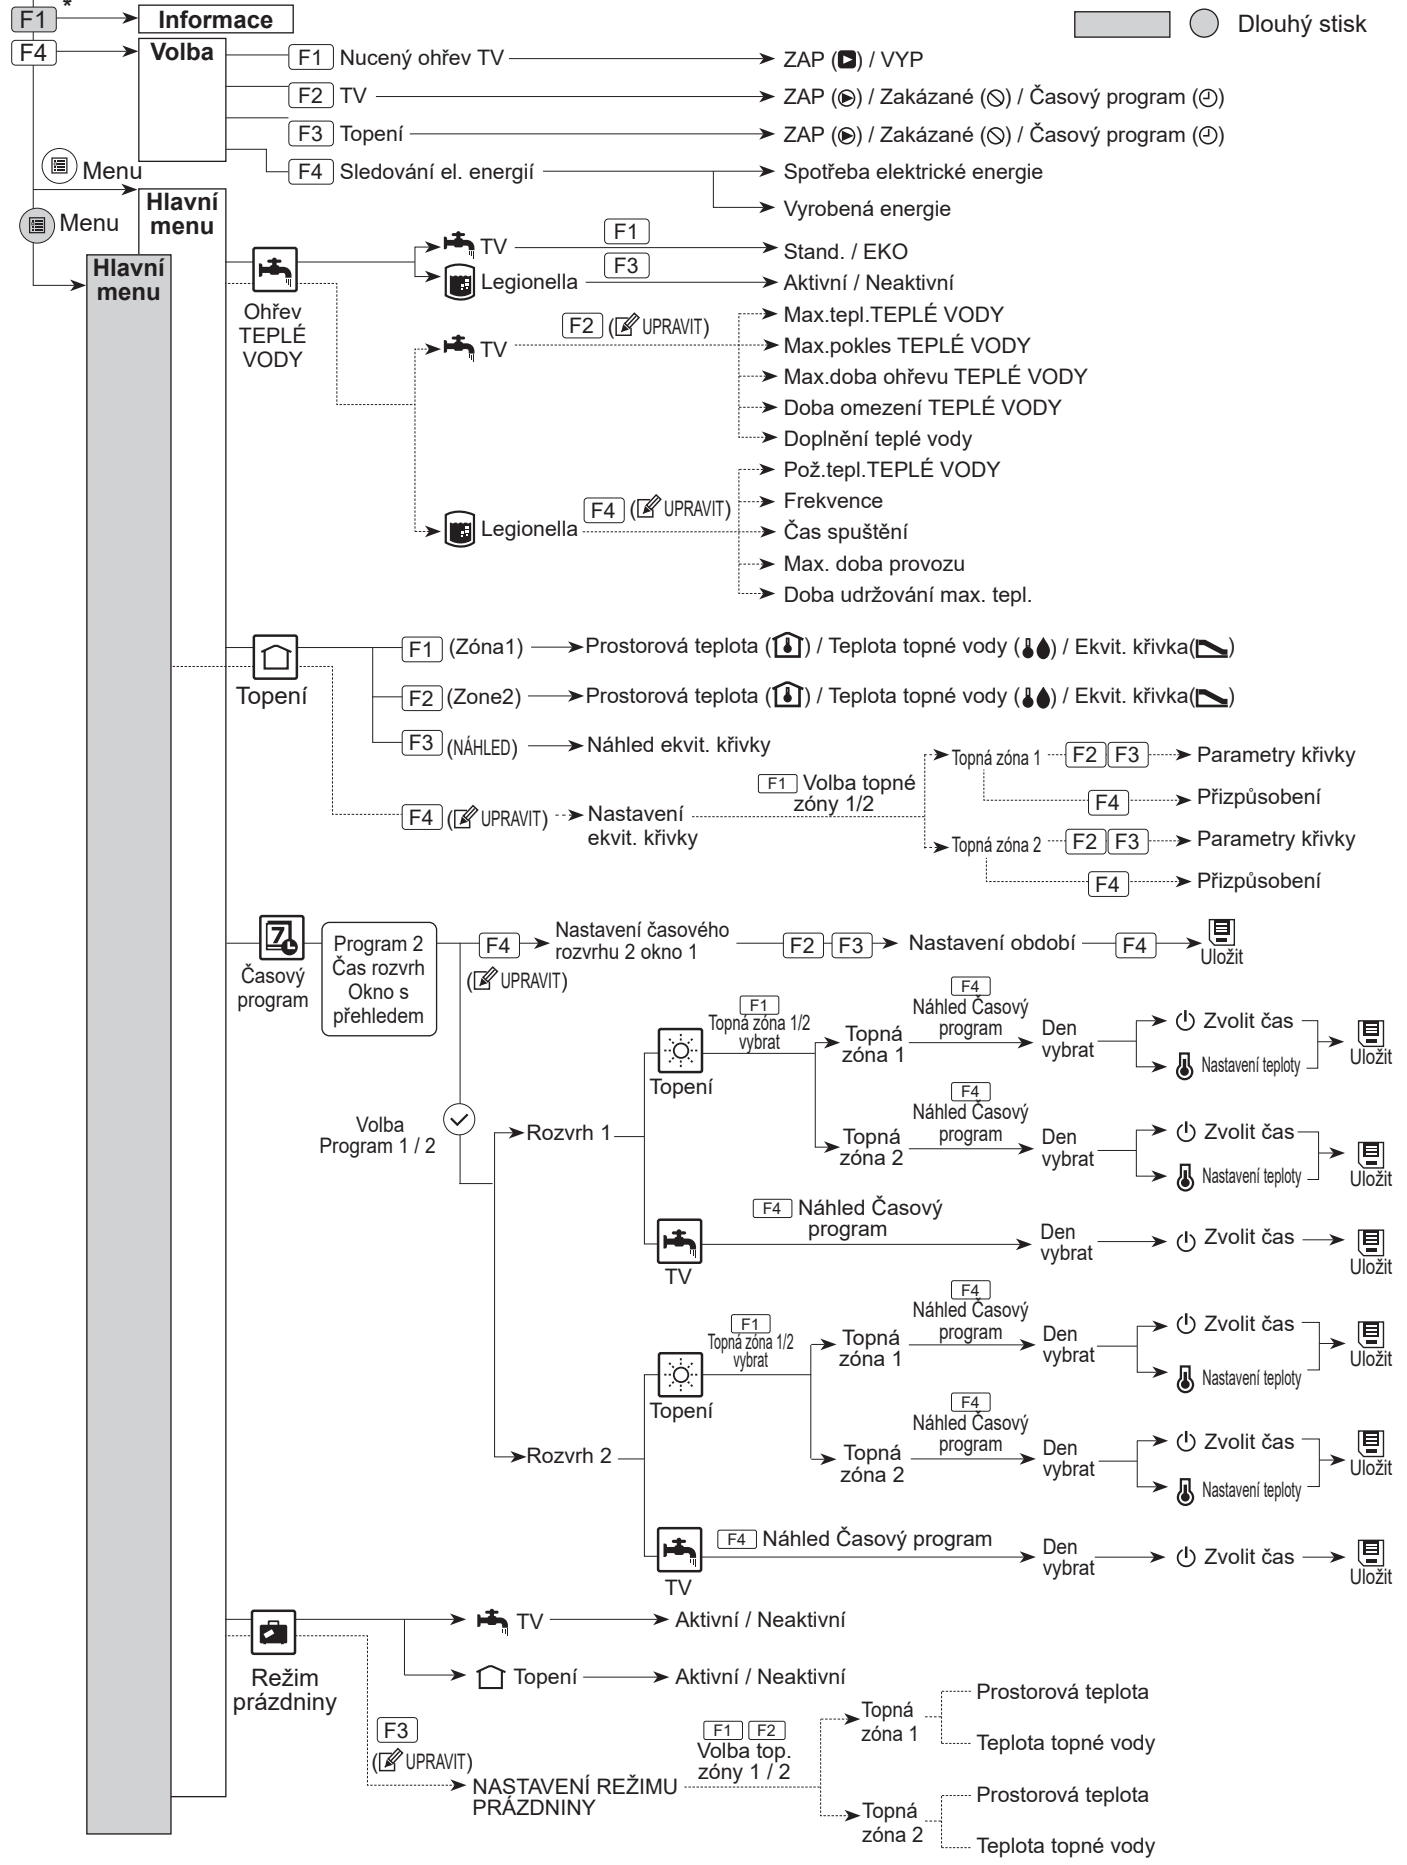 F1 * Informace
Dlouhý stisk
F4 Volba
F1 Nucený ohřev TV ZAP ( ) / VYP
F2 TV ZAP ( ) / Zakázané ( ) / Časový program ( )
F3 Topení ZAP ( ) / Zakázané ( ) / Časový program ( )
F4 Sledování el. energií Spotřeba elektrické energie
Vyrobená energie
Menu
Hlavní
menu
Menu
Hlavní
menu
Ohřev
TEPLÉ
VODY
TV F1 Stand. / EKO
Legionella F3 Aktivní / Neaktivní
TV F2 ( UPRAVIT)
Max.tepl.TEPLÉ VODY
Max.pokles TEPLÉ VODY
Max.doba ohřevu TEPLÉ VODY
Doba omezení TEPLÉ VODY
Doplnění teplé vody
Legionella F4 ( UPRAVIT)
Pož.tepl.TEPLÉ VODY
Frekvence
Čas spuštění
Max. doba provozu
Doba udržování max. tepl.
Topení
F1 (Zóna1) Prostorová teplota ( ) / Teplota topné vody ( ) / Ekvit. křivka( )
F2 (Zone2) Prostorová teplota ( ) / Teplota topné vody ( ) / Ekvit. křivka( )
F3 (NÁHLED) Náhled ekvit. křivky
F4 ( UPRAVIT) Nastavení
ekvit. křivky
F1 Volba topné
zóny 1/2
Topná zóna 1 F2 F3 Parametry křivky
F4 Přizpůsobení
Topná zóna 2 F2 F3 Parametry křivky
F4 Přizpůsobení
7
Časový
program
Program 2
Čas rozvrh
Okno s
přehledem
F4
( UPRAVIT)
Nastavení časového
rozvrhu 2 okno 1
F2 F3 Nastavení období F4 Uložit
Volba
Program 1 / 2
Rozvrh 1
Topení
F1
Topná zóna 1/2
vybrat
Topná
zóna 1
F4
Náhled Časový
program
Den
vybrat
Zvolit čas
Nastavení teploty
Uložit
Topná
zóna 2
F4
Náhled Časový
program
Den
vybrat
Zvolit čas
Nastavení teploty
Uložit
TV
F4 Náhled Časový
program
Den
vybrat
Zvolit čas
Uložit
Rozvrh 2
Topení
F1
Topná zóna 1/2
vybrat
Topná
zóna 1
F4
Náhled Časový
program
Den
vybrat
Zvolit čas
Nastavení teploty
Uložit
Topná
zóna 2
F4
Náhled Časový
program
Den
vybrat
Zvolit čas
Nastavení teploty
Uložit
TV
F4 Náhled Časový program
Den
vybrat
Zvolit čas
Uložit
Režim
prázdniny
TV Aktivní / Neaktivní
Topení Aktivní / Neaktivní
F3
( UPRAVIT)
NASTAVENÍ REŽIMU
PRÁZDNINY
F1 F2
Volba top.
zóny 1 / 2
Topná
zóna 1
Prostorová teplota
Teplota topné vody
Topná
zóna 2
Prostorová teplota
Teplota topné vody